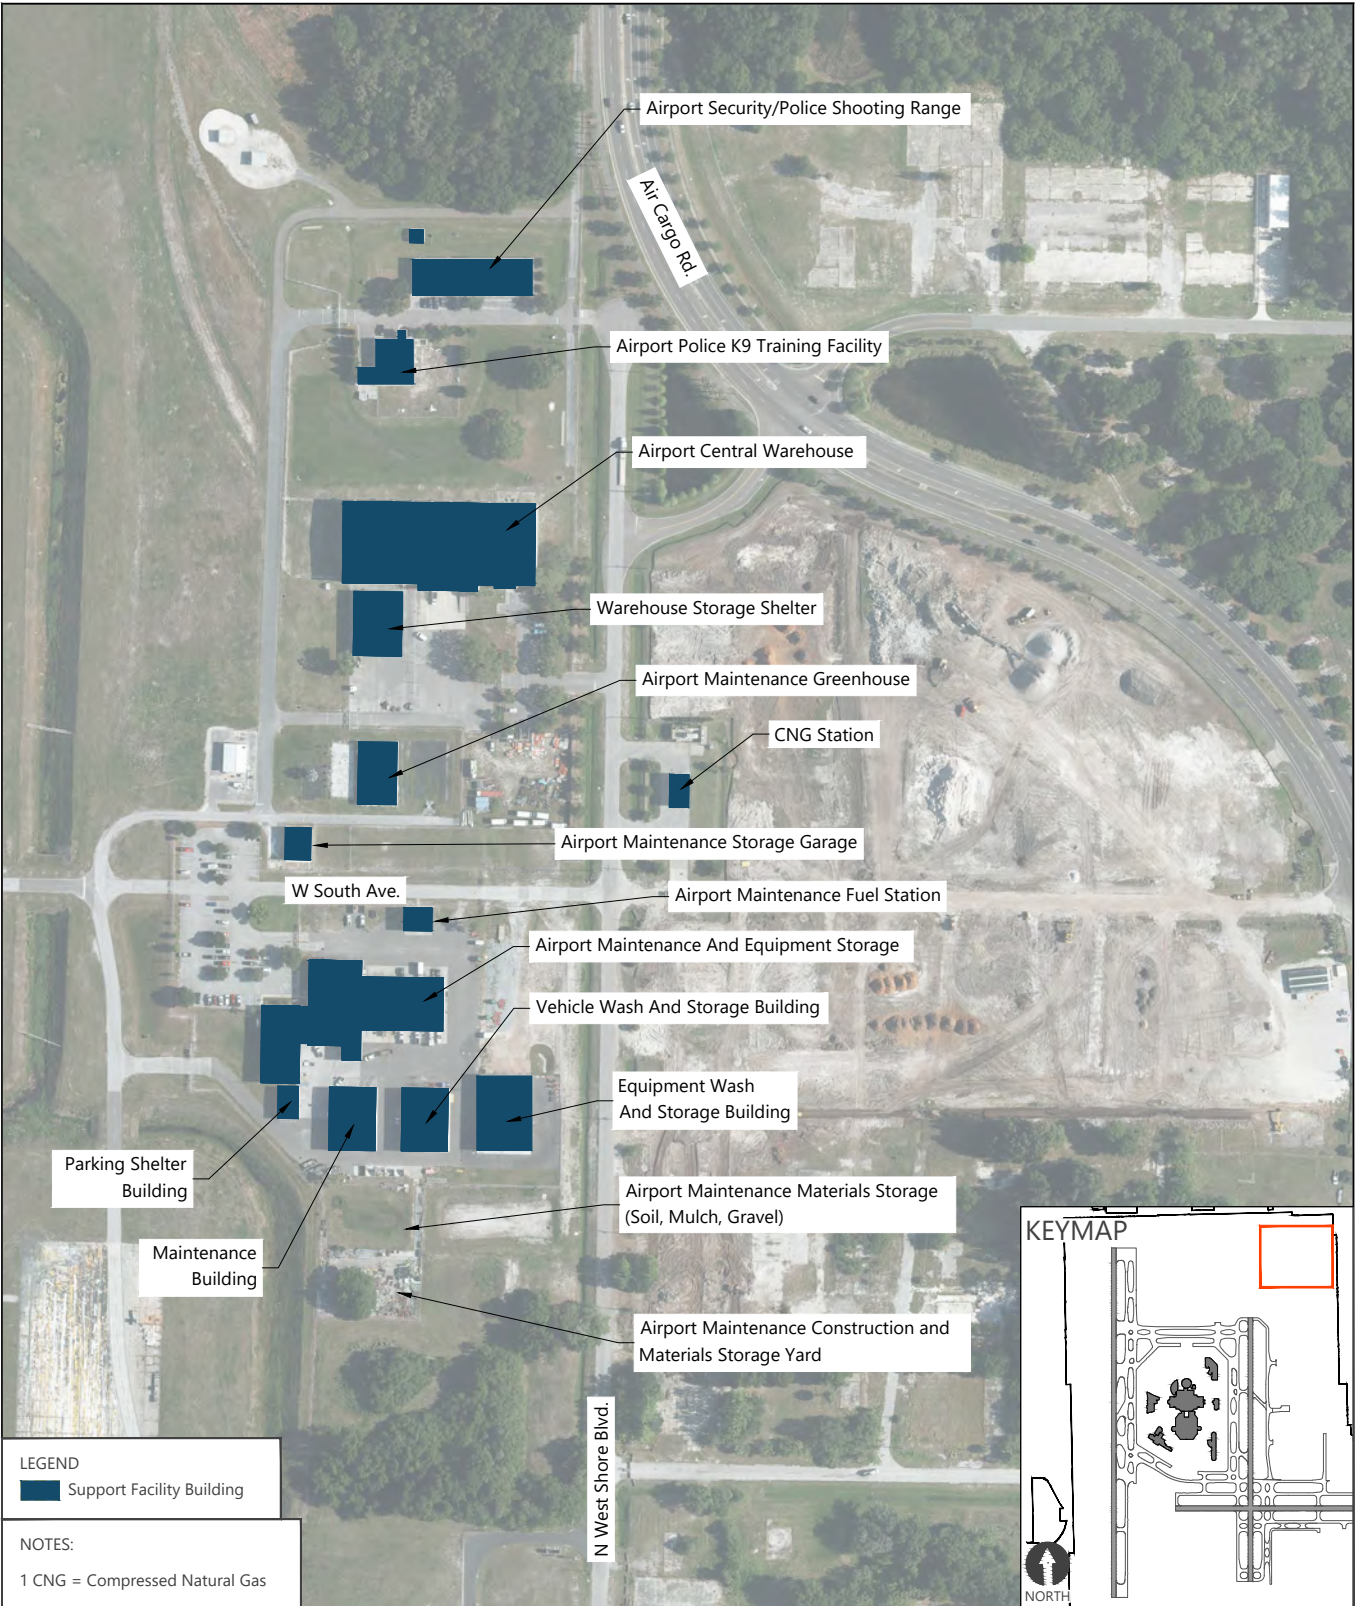 Airport Security/Police Shooting Range
Air Cargo Rd.
Airport Police K9 Training Facility
Airport Central Warehouse
Warehouse Storage Shelter
Airport Maintenance Greenhouse
CNG Station
Airport Maintenance Storage Garage
W South Ave.
Airport Maintenance Fuel Station
Airport Maintenance And Equipment Storage
Vehicle Wash And Storage Building
Equipment Wash
And Storage Building
Parking Shelter
Building
Airport Maintenance Materials Storage
(Soil, Mulch, Gravel)
Maintenance
Building
Airport Maintenance Construction and
Materials Storage Yard
N West Shore Blvd.
KEYMAP
NORTH
LEGEND
Support Facility Building
NOTES:
1 CNG = Compressed Natural Gas